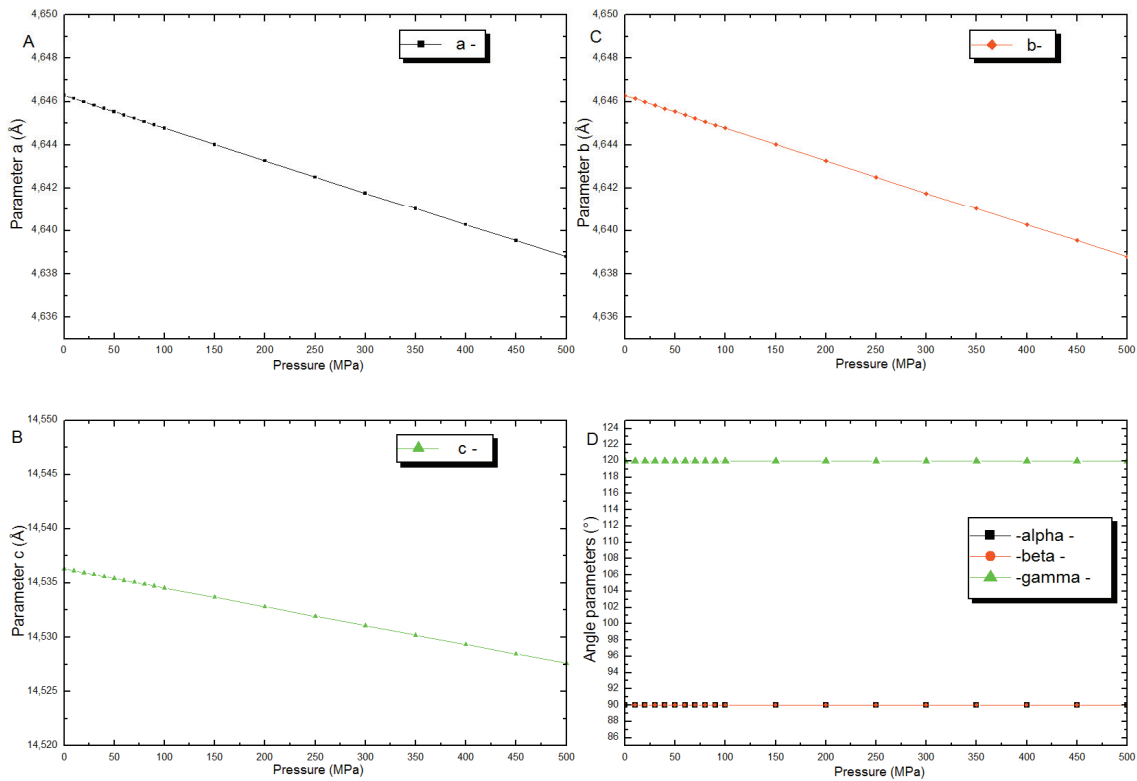 A
a -
Parameter a (Å)
4,650
4,648
4,646
4,644
4,642
4,640
4,638
4,636
0 50 100 150 200 250 300 350 400 450 500
Pressure (MPa)
C
b-
Parameter b (Å)
4,650
4,648
4,646
4,644
4,642
4,640
4,638
4,636
0 50 100 150 200 250 300 350 400 450 500
Pressure (MPa)
B
c -
Parameter c (Å)
14,550
14,545
14,540
14,535
14,530
14,525
14,520
0 50 100 150 200 250 300 350 400 450 500
Pressure (MPa)
D
-alpha -
-beta -
-gamma -
Angle parameters (°)
124
122
120
118
116
114
112
110
108
106
104
102
100
98
96
94
92
90
88
86
0 50 100 150 200 250 300 350 400 450 500
Pressure (MPa)